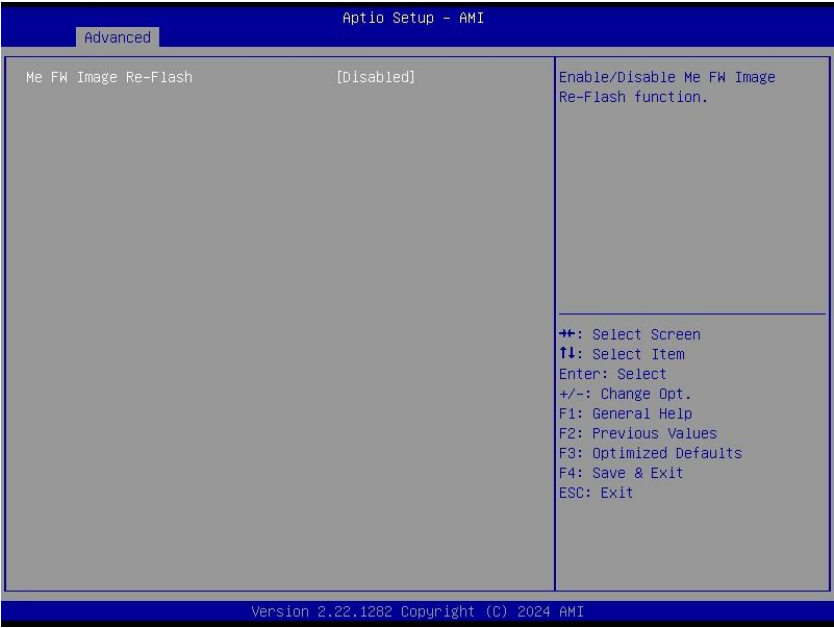 Aptio Setup - AMI
Advanced
Me FW Image Re-Flash [Disabled]
Enable/Disable Me FW Image
Re-Flash function.
→←: Select Screen
↑↓: Select Item
Enter: Select
+/-: Change Opt.
F1: General Help
F2: Previous Values
F3: Optimized Defaults
F4: Save & Exit
ESC: Exit
Version 2.22.1282 Copyright (C) 2024 AMI